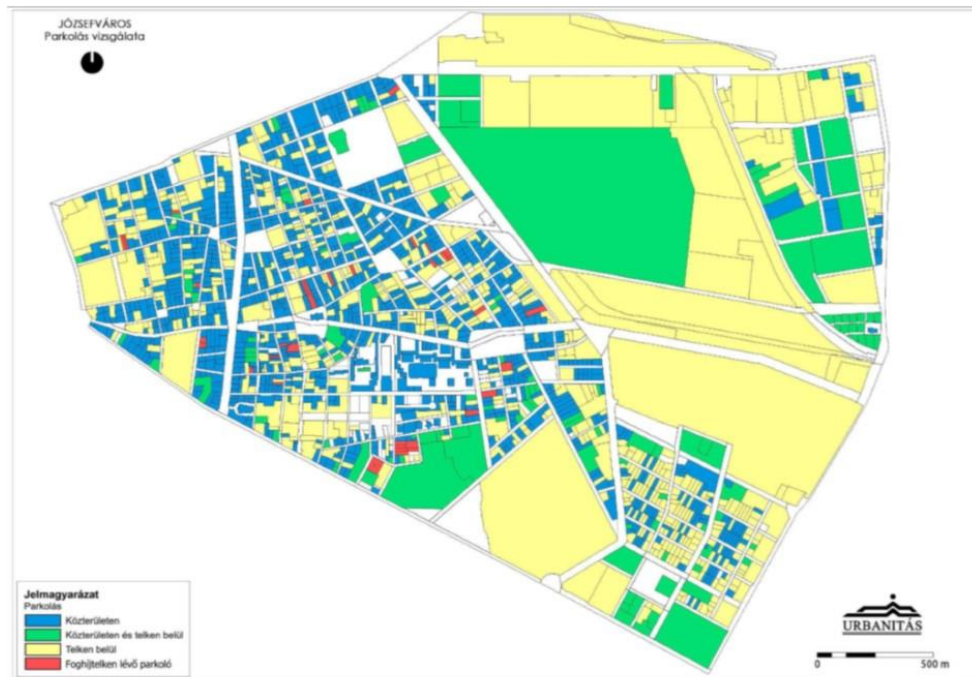 JÓZSEFVÁROS
Parkolás vizsgálata
Jelmagyarázat
Parkolás
Közterületen
Közterületen és telken belül
Telken belül
Foghíjtelken lévő parkoló
URBANITÁS
0 500 m